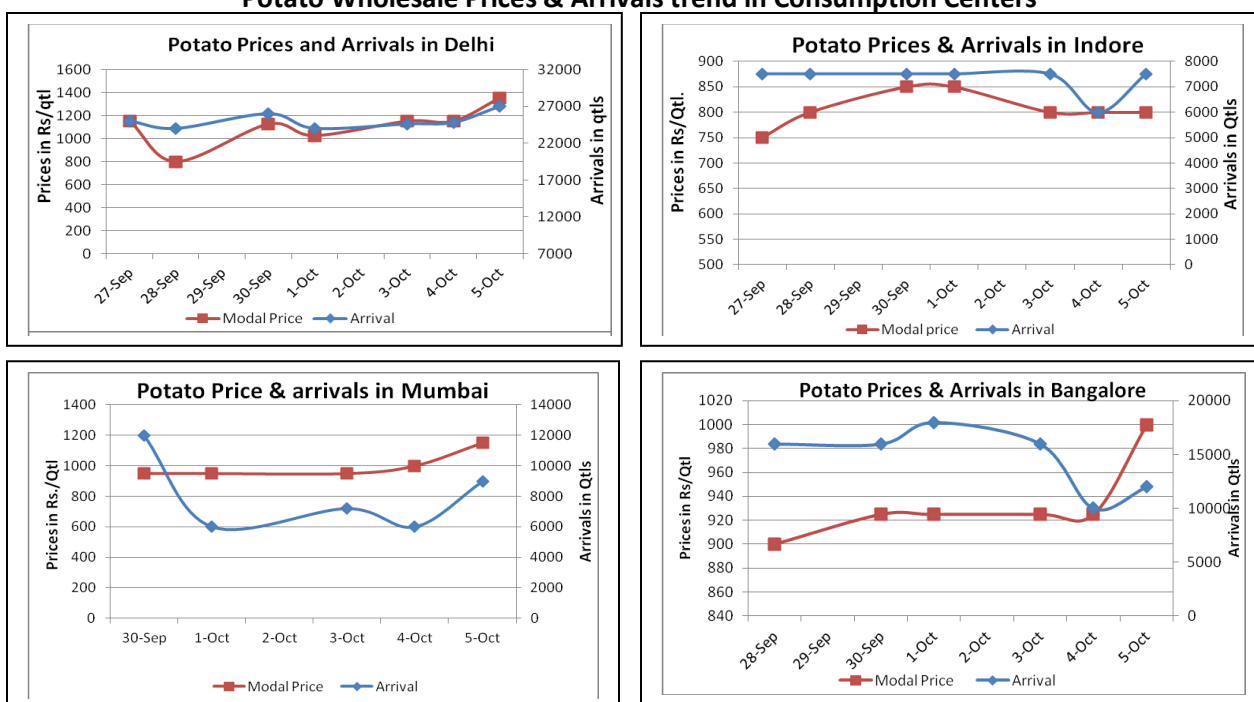 Potato Wholesale Prices & Arrivals trend in Consumption Centers
Potato Prices and Arrivals in Delhi
Prices in Rs/qtl
1600
1400
1200
1000
800
600
400
200
0
32000
27000
22000
17000
12000
7000
Arrivals in qtls
27-Sep
28-Sep
29-Sep
30-Sep
1-Oct
2-Oct
3-Oct
4-Oct
5-Oct
Modal Price
Arrival
Potato Prices & Arrivals in Indore
Prices in Rs/Qtl.
900
850
800
750
700
650
600
550
500
8000
7000
6000
5000
4000
3000
2000
1000
0
Arrivals in Qtls
27-Sep
28-Sep
29-Sep
30-Sep
1-Oct
2-Oct
3-Oct
4-Oct
5-Oct
Modal price
Arrival
Potato Price & arrivals in Mumbai
Prices in Rs./Qtl
1400
1200
1000
800
600
400
200
0
14000
12000
10000
8000
6000
4000
2000
0
Arrivals in Qtls
30-Sep
1-Oct
2-Oct
3-Oct
4-Oct
5-Oct
Modal Price
Arrival
Potato Prices & Arrivals in Bangalore
Prices in Rs/Qtl
1020
1000
980
960
940
920
900
880
860
840
20000
15000
10000
5000
0
Arrivals in Qtls
28-Sep
29-Sep
30-Sep
1-Oct
2-Oct
3-Oct
4-Oct
5-Oct
Modal Price
Arrival